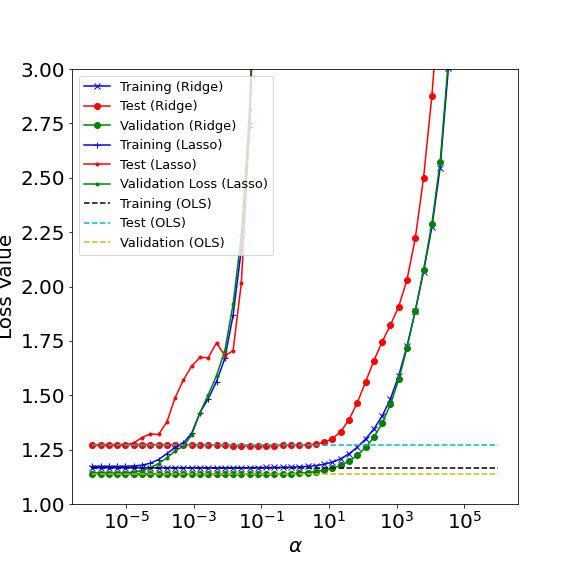 3.00
2.75
2.50
2.25
2.00
1.75
1.50
1.25
1.00
Loss Value
Training (Ridge)
Test (Ridge)
Validation (Ridge)
Training (Lasso)
Test (Lasso)
Validation Loss (Lasso)
Training (OLS)
Test (OLS)
Validation (OLS)
10⁻⁵ 10⁻³ 10⁻¹ 10¹ 10³ 10⁵
α